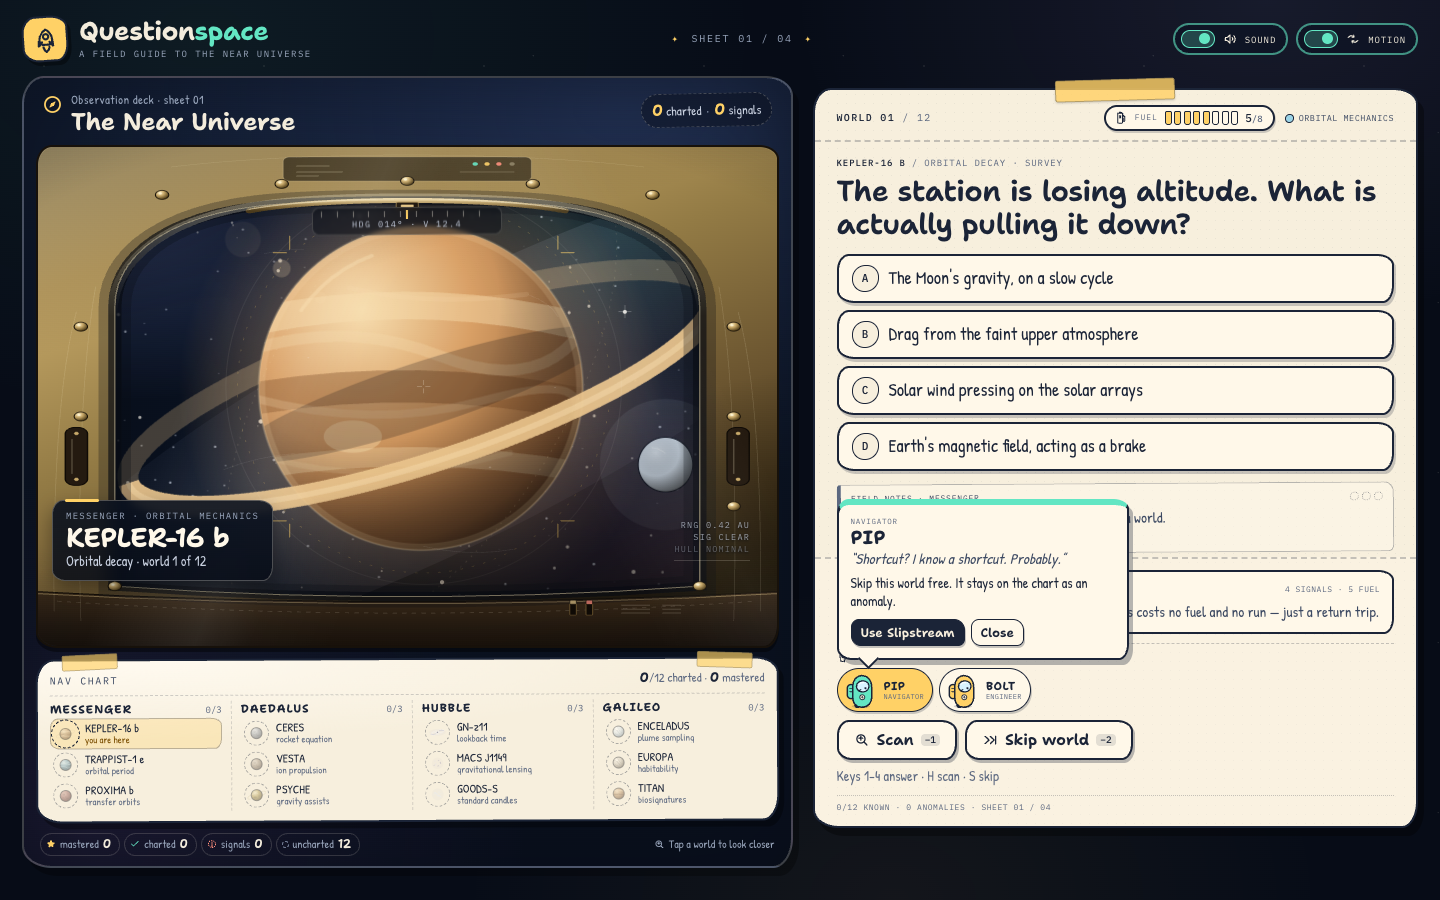 Questionspace
A FIELD GUIDE TO THE NEAR UNIVERSE
SHEET 01 / 04
SOUND
MOTION
Observation deck · sheet 01
The Near Universe
0 charted · 0 signals
HDG 014° · V 12.4
RNG 0.42 AU
SIG CLEAR
HULL NOMINAL
MESSENGER · ORBITAL MECHANICS
KEPLER-16 b
Orbital decay · world 1 of 12
NAV CHART
0/12 charted · 0 mastered
MESSENGER 0/3
KEPLER-16 b
you are here
TRAPPIST-1 e
orbital period
PROXIMA b
transfer orbits
DAEDALUS 0/3
CERES
rocket equation
VESTA
ion propulsion
PSYCHE
gravity assists
HUBBLE 0/3
GN-z11
lookback time
MACS J1149
gravitational lensing
GOODS-S
standard candles
GALILEO 0/3
ENCELADUS
plume sampling
EUROPA
habitability
TITAN
biosignatures
mastered 0
charted 0
signals 0
uncharted 12
Tap a world to look closer
WORLD 01 / 12
FUEL 5/8
ORBITAL MECHANICS
KEPLER-16 B / ORBITAL DECAY · SURVEY
The station is losing altitude. What is
actually pulling it down?
A The Moon's gravity, on a slow cycle
B Drag from the faint upper atmosphere
C Solar wind pressing on the solar arrays
D Earth's magnetic field, acting as a brake
FIELD NOTES · MESSENGER
world.
NAVIGATOR
PIP
"Shortcut? I know a shortcut. Probably."
Skip this world free. It stays on the chart as an
anomaly.
Use Slipstream
Close
4 SIGNALS · 5 FUEL
costs no fuel and no run — just a return trip.
PIP
NAVIGATOR
BOLT
ENGINEER
Scan −1
Skip world −2
Keys 1–4 answer · H scan · S skip
0/12 KNOWN · 0 ANOMALIES · SHEET 01 / 04